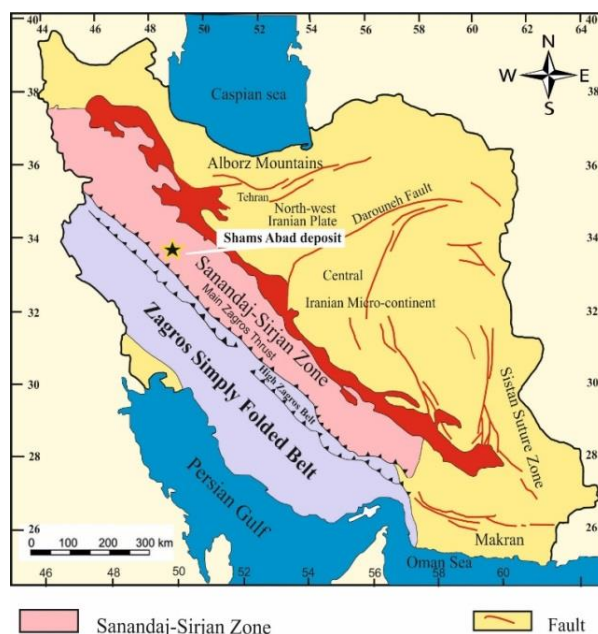 40 44 46 48 50 52 54 56 58 60 62 64 40
N
W E
S
Caspian sea
38 38
Alborz Mountains
36 36
Tehran
North-west
Iranian Plate
Darouneh Fault
Shams Abad deposit
34 34
Central
Iranian Micro-continent
Sanandaj-Sirjan Zone
Main Zagros Thrust
32 32
High Zagros Belt
Zagros Simply Folded Belt
30 30
Sistan Suture Zone
28 28
Persian Gulf
Makran
26 26
0 100 200 300 km
Oman Sea
44 46 50 52 54 56 58 60
Sanandaj-Sirjan Zone
Fault